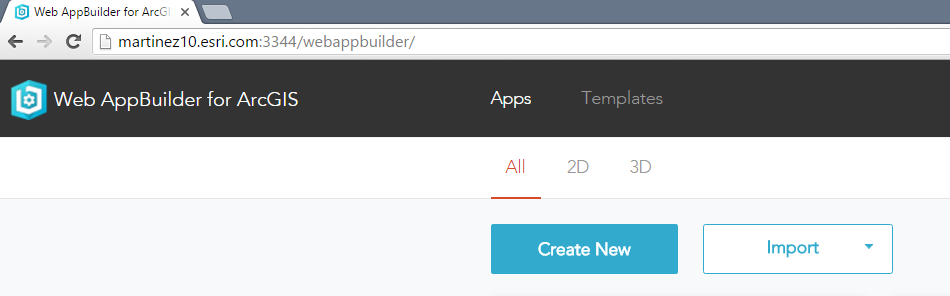 Web AppBuilder for ArcGI
martinez10.esri.com:3344/webappbuilder/
Web AppBuilder for ArcGIS Apps Templates
All 2D 3D
Create New Import